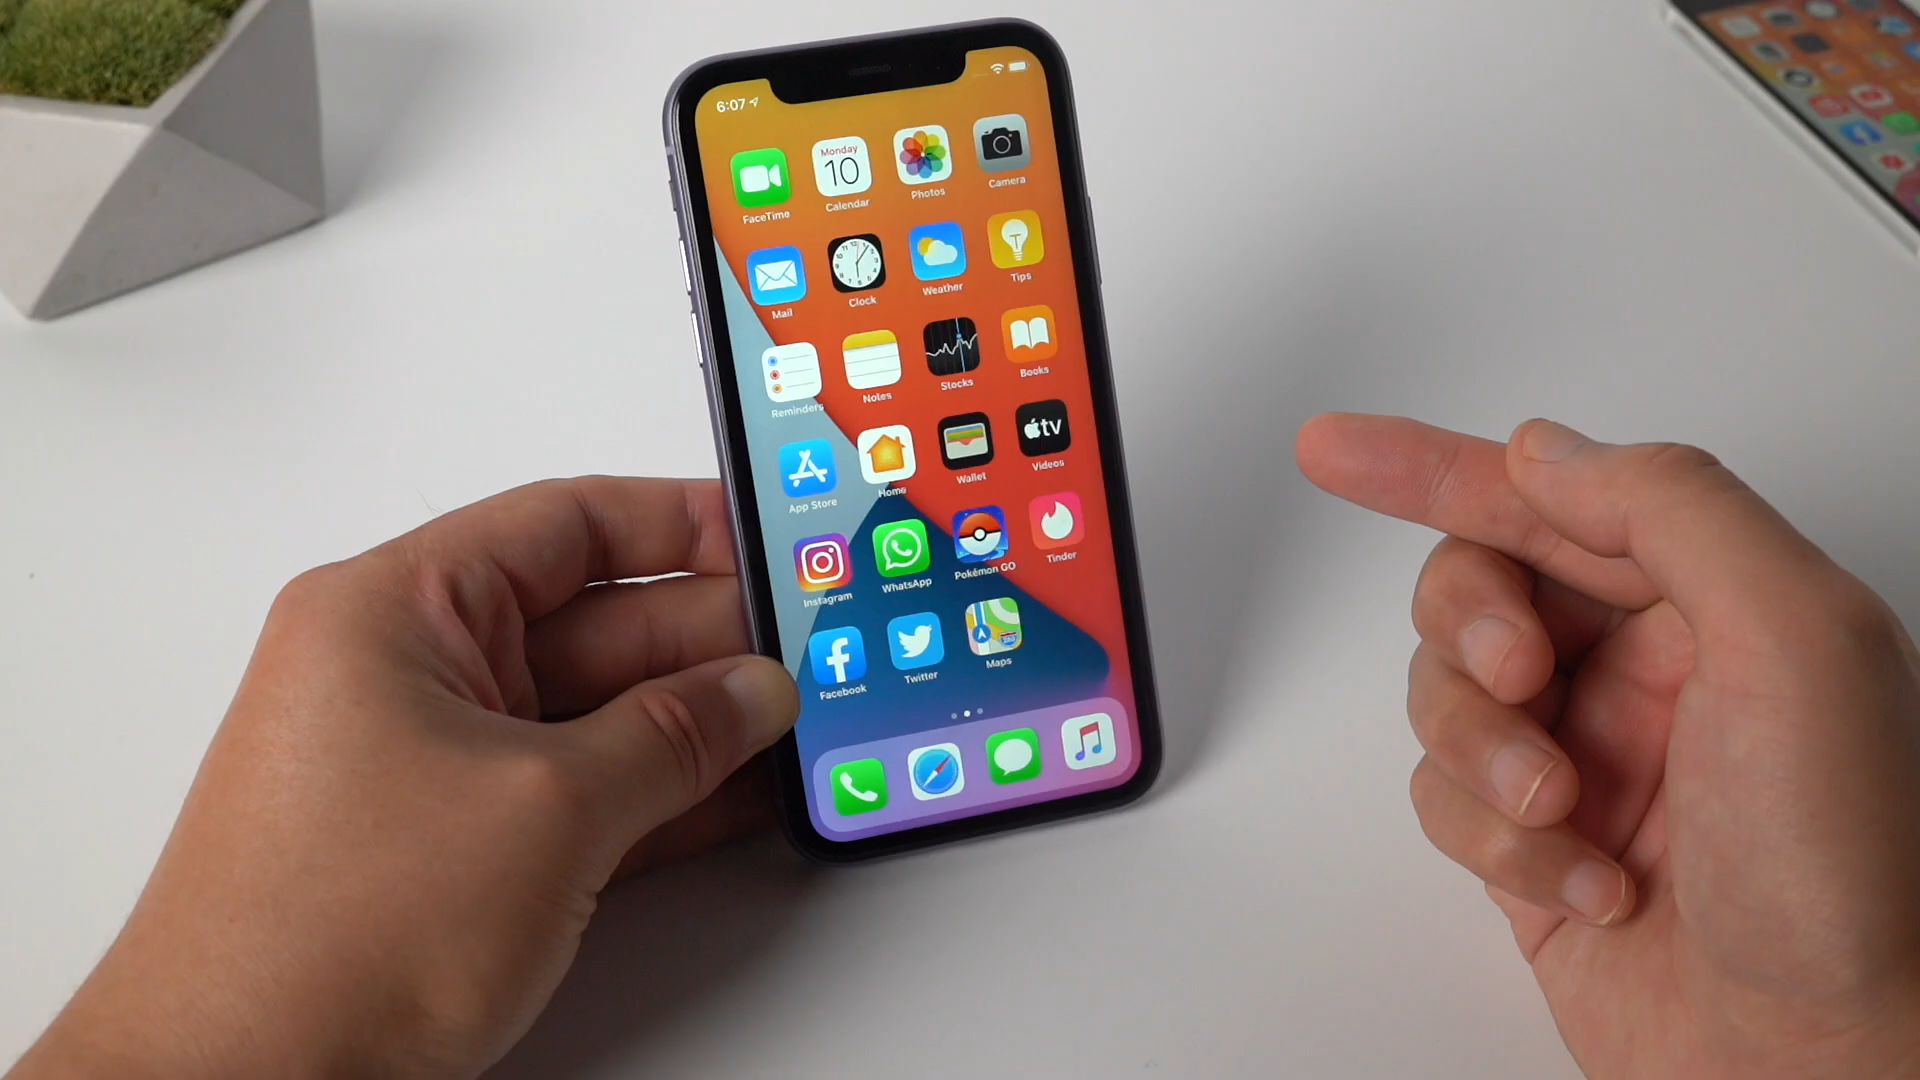 6:07
FaceTime
Monday
10
Calendar
Photos
Camera
Mail
Clock
Weather
Tips
Reminders
Notes
Stocks
Books
App Store
Home
Wallet
tv
Videos
Instagram
WhatsApp
Pokémon GO
Tinder
Facebook
Twitter
Maps